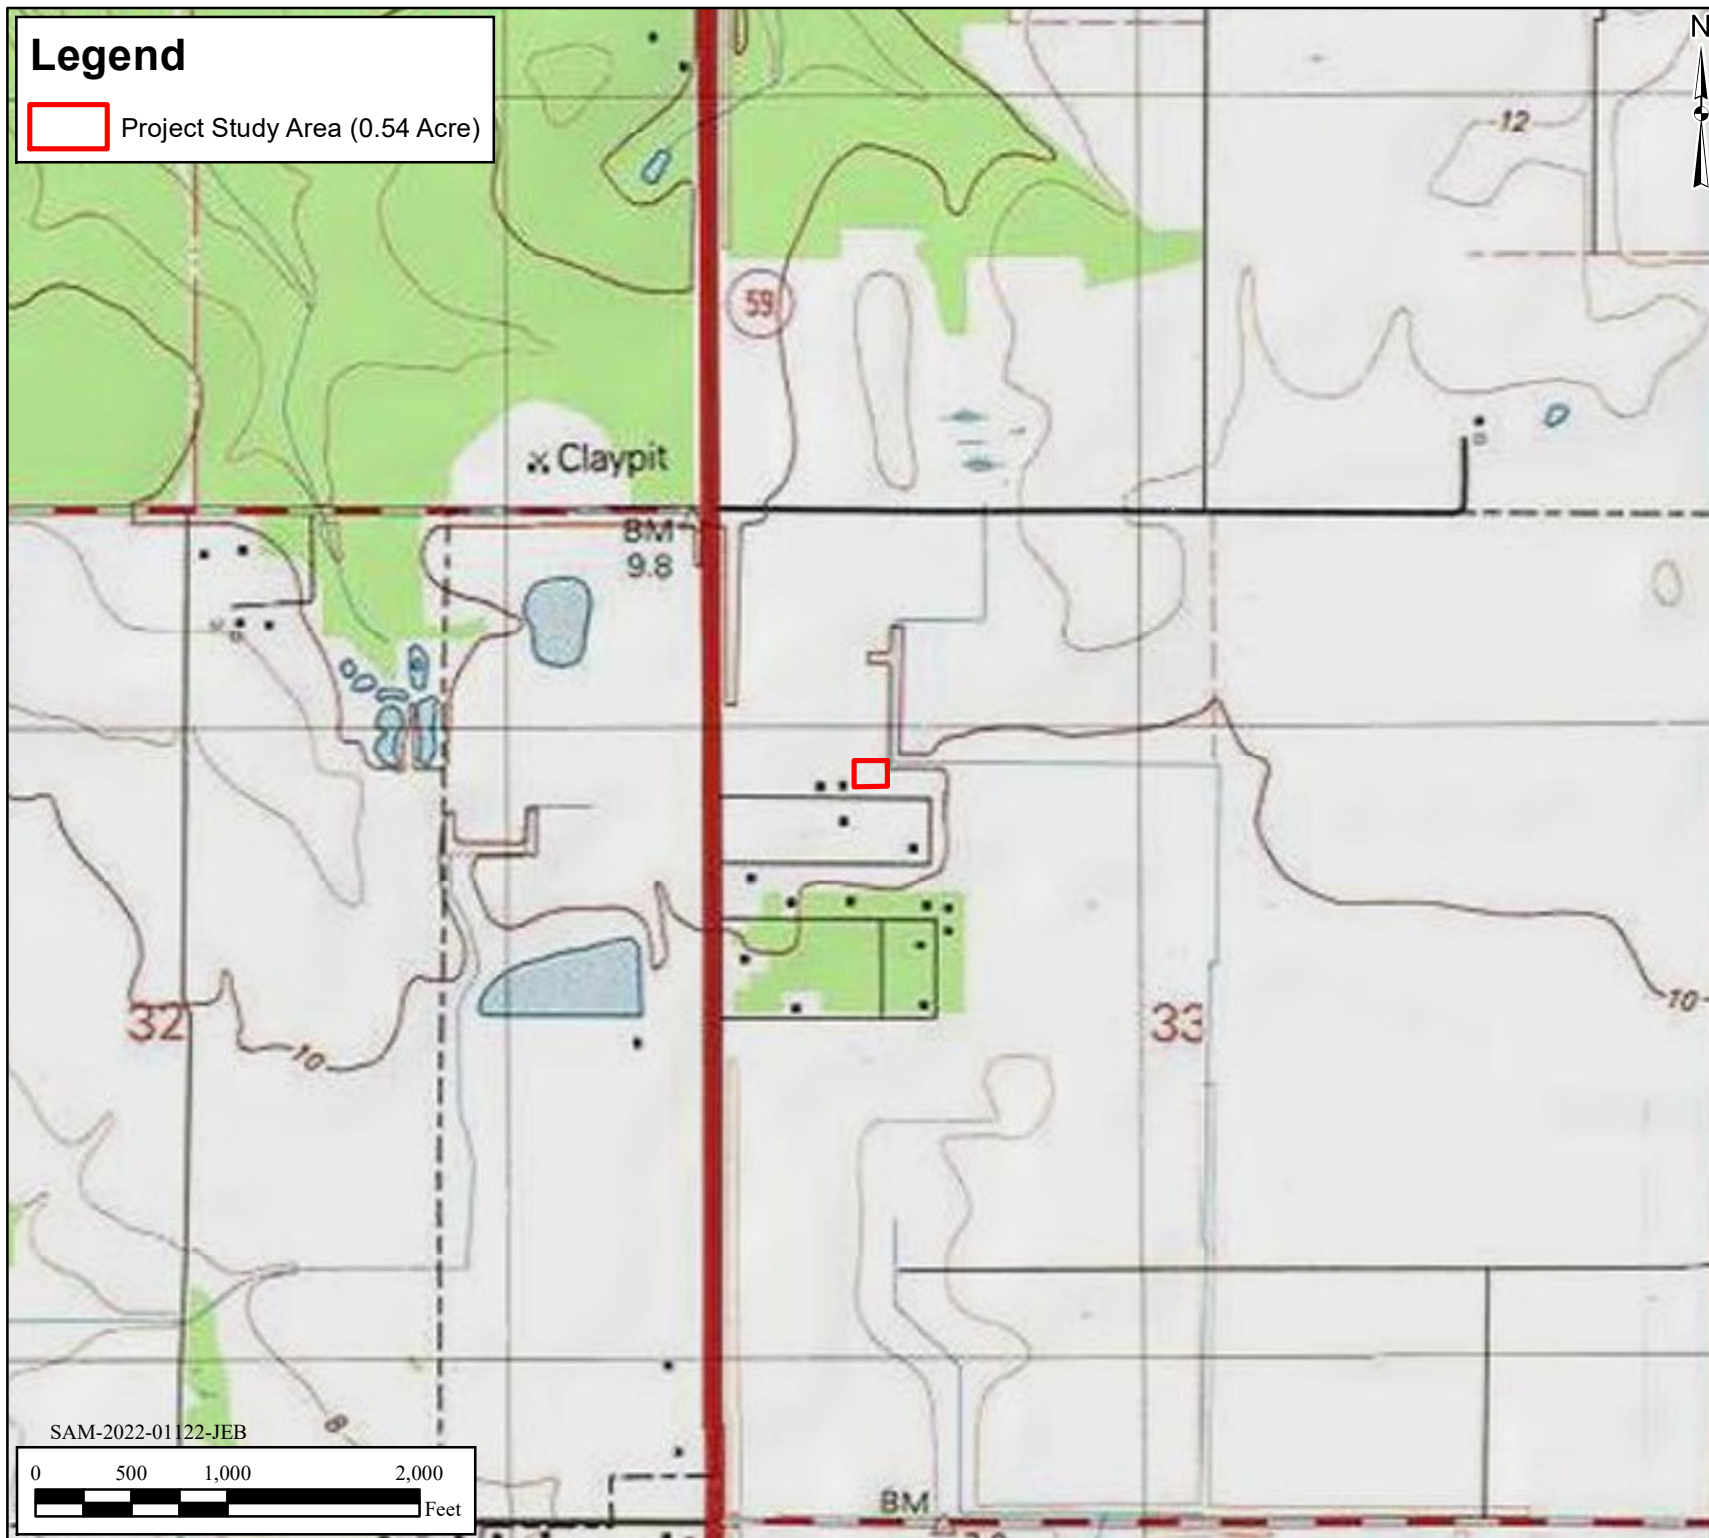 Legend
Project Study Area (0.54 Acre)
N
12
59
Claypit
BM
9.8
32
10
33
10
8
SAM-2022-01122-JEB
0 500 1,000 2,000
Feet
BM